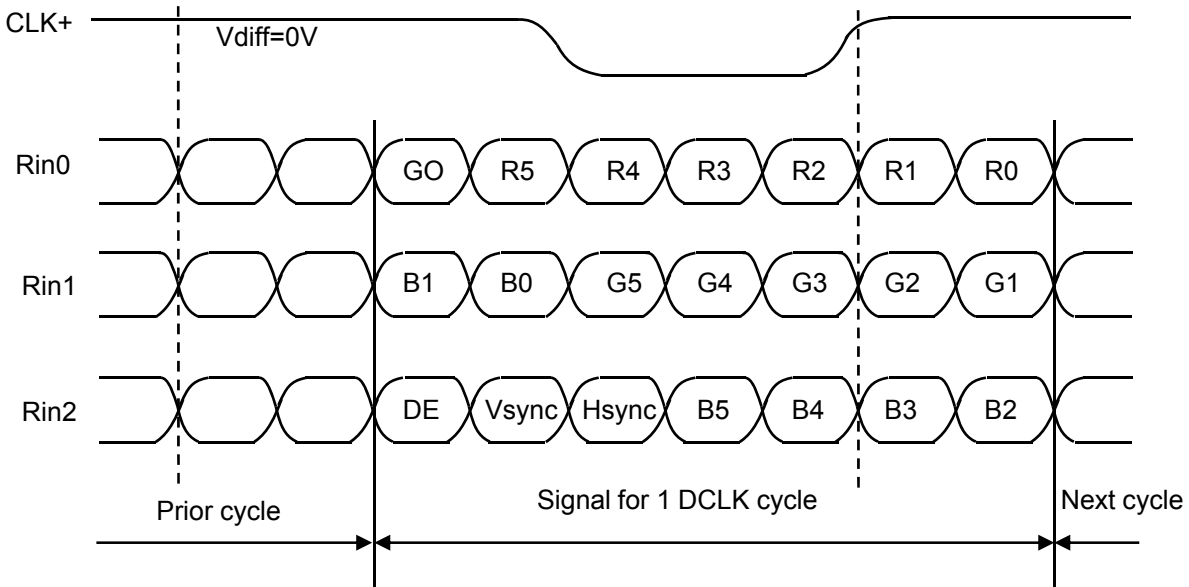 CLK+
Vdiff=0V
Rin0 GO R5 R4 R3 R2 R1 R0
Rin1 B1 B0 G5 G4 G3 G2 G1
Rin2 DE Vsync Hsync B5 B4 B3 B2
Prior cycle Signal for 1 DCLK cycle Next cycle